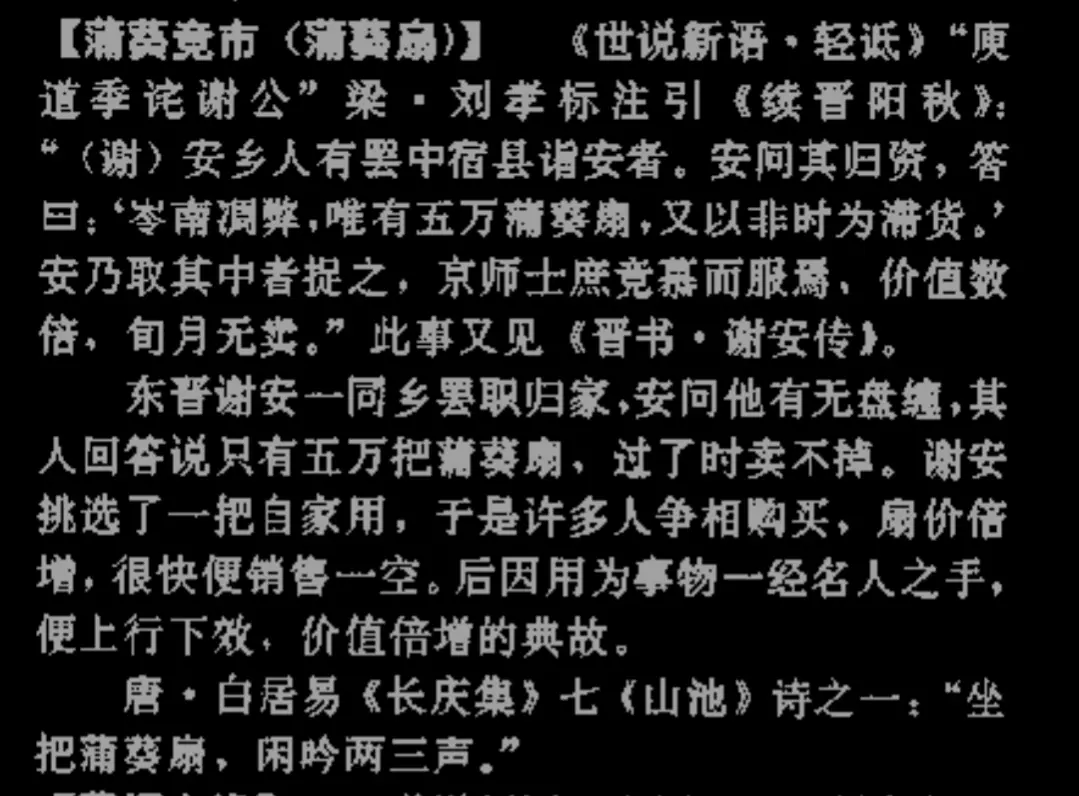 【蒲葵竞市（蒲葵扇）】 《世说新语·轻诋》“庾
道季诧谢公”梁·刘孝标注引《续晋阳秋》：
“（谢）安乡人有罢中宿县诣安者。安问其归资，答
曰：‘岺南凋弊，唯有五万蒲葵扇，又以非时为滞货。’
安乃取其中者捉之，京师士庶竞慕而服焉，价值数
倍，旬月无卖。”此事又见《晋书·谢安传》。
东晋谢安一同乡罢职归家，安问他有无盘缠，其
人回答说只有五万把蒲葵扇，过了时卖不掉。谢安
挑选了一把自家用，于是许多人争相购买，扇价倍
增，很快便销售一空。后因用为事物一经名人之手，
便上行下效，价值倍增的典故。
唐·白居易《长庆集》七《山池》诗之一：“坐
把蒲葵扇，闲吟两三声。”